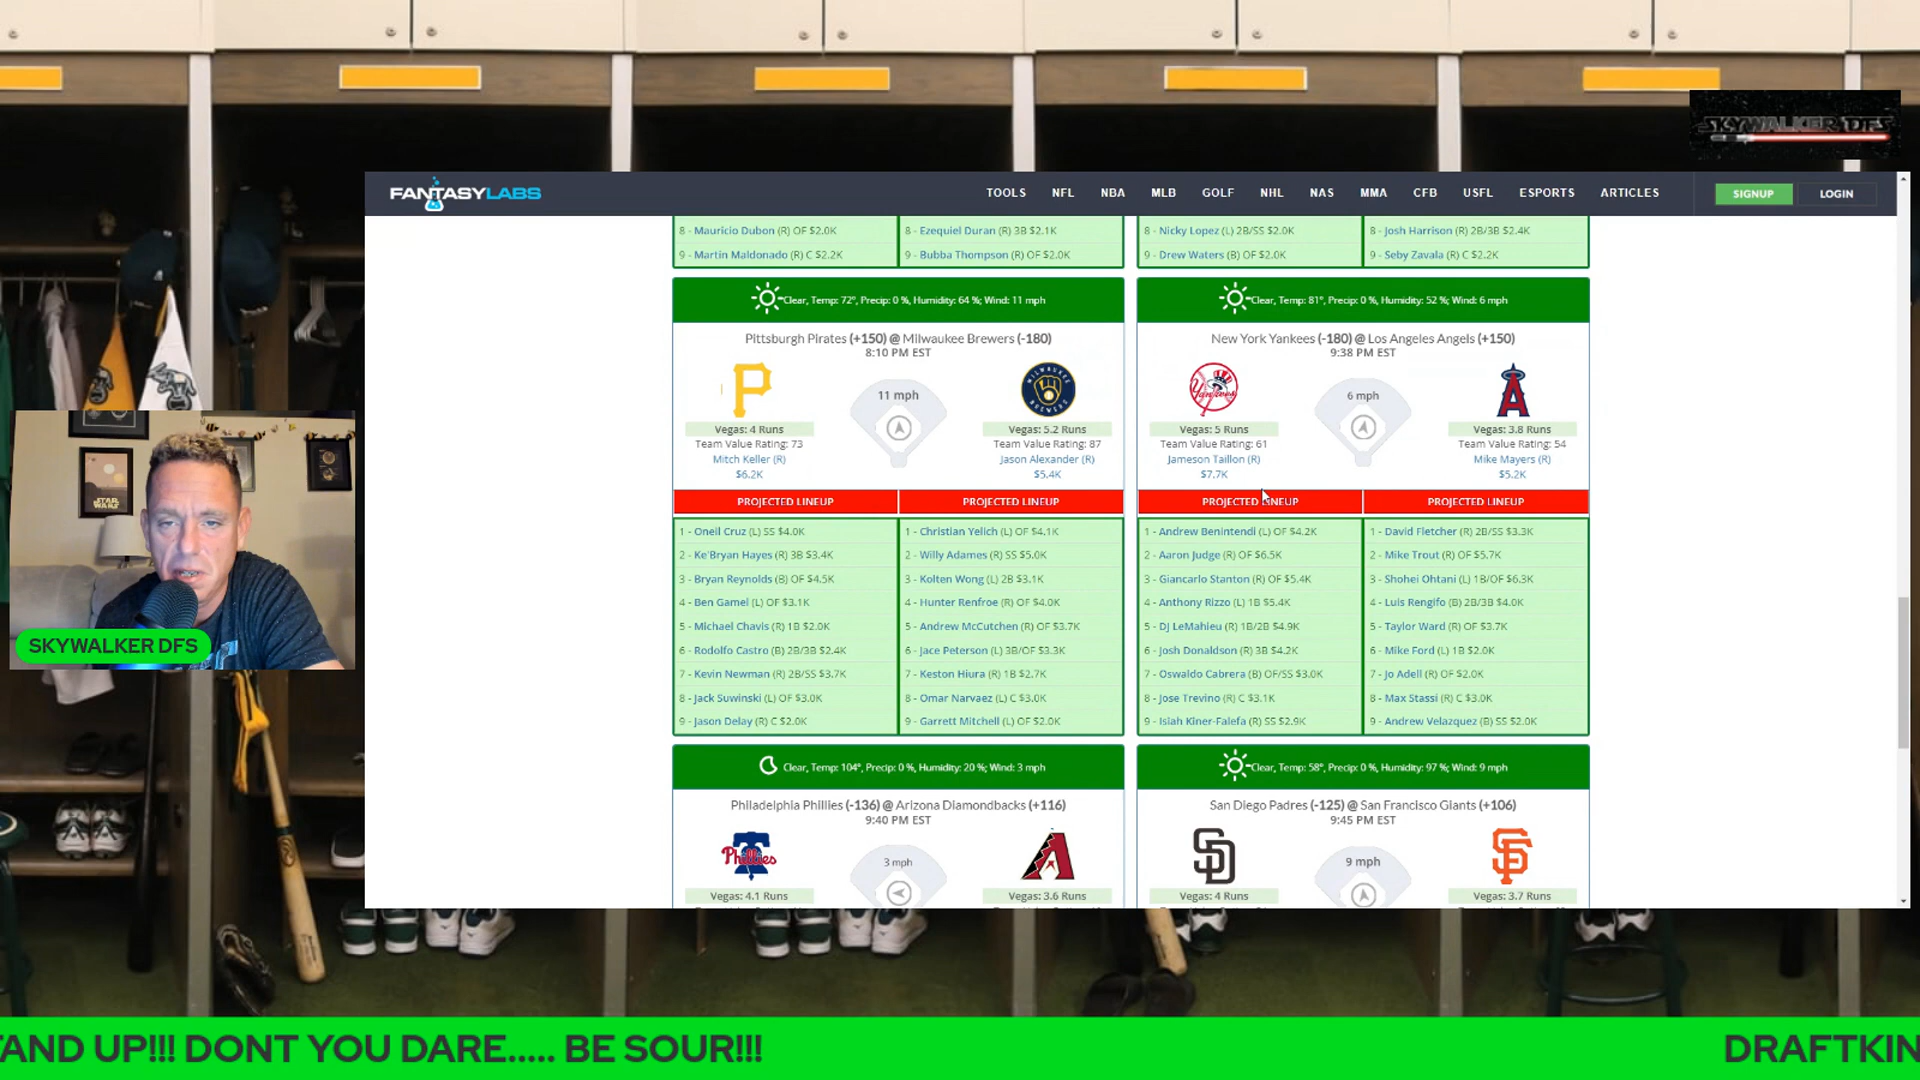 SKYWALKER DFS
FANTASYLABS
TOOLS NFL NBA MLB GOLF NHL NAS MMA CFB USFL ESPORTS ARTICLES SIGNUP LOGIN
8 - Mauricio Dubon (R) OF $2.0K
9 - Martin Maldonado (R) C $2.2K
8 - Ezequiel Duran (R) 3B $2.1K
9 - Bubba Thompson (R) OF $2.0K
8 - Nicky Lopez (L) 2B/SS $2.0K
9 - Drew Waters (B) OF $2.0K
8 - Josh Harrison (R) 2B/3B $2.4K
9 - Seby Zavala (R) C $2.2K
Clear, Temp: 72°, Precip: 0 %, Humidity: 64 %; Wind: 11 mph
Pittsburgh Pirates (+150) @ Milwaukee Brewers (-180)
8:10 PM EST
P
11 mph
MILWAUKEE BREWERS
Vegas: 4 Runs
Team Value Rating: 73
Mitch Keller (R)
$6.2K
Vegas: 5.2 Runs
Team Value Rating: 87
Jason Alexander (R)
$5.4K
PROJECTED LINEUP
1 - Oneil Cruz (L) SS $4.0K
2 - Ke'Bryan Hayes (R) 3B $3.4K
3 - Bryan Reynolds (B) OF $4.5K
4 - Ben Gamel (L) OF $3.1K
5 - Michael Chavis (R) 1B $2.0K
6 - Rodolfo Castro (B) 2B/3B $2.4K
7 - Kevin Newman (R) 2B/SS $3.7K
8 - Jack Suwinski (L) OF $3.0K
9 - Jason Delay (R) C $2.0K
PROJECTED LINEUP
1 - Christian Yelich (L) OF $4.1K
2 - Willy Adames (R) SS $5.0K
3 - Kolten Wong (L) 2B $3.1K
4 - Hunter Renfroe (R) OF $4.0K
5 - Andrew McCutchen (R) OF $3.7K
6 - Jace Peterson (L) 3B/OF $3.3K
7 - Keston Hiura (R) 1B $2.7K
8 - Omar Narvaez (L) C $3.0K
9 - Garrett Mitchell (L) OF $2.0K
Clear, Temp: 81°, Precip: 0 %, Humidity: 52 %; Wind: 6 mph
New York Yankees (-180) @ Los Angeles Angels (+150)
9:38 PM EST
Yankees
6 mph
A
Vegas: 5 Runs
Team Value Rating: 61
Jameson Taillon (R)
$7.7K
Vegas: 3.8 Runs
Team Value Rating: 54
Mike Mayers (R)
$5.2K
PROJECTED LINEUP
1 - Andrew Benintendi (L) OF $4.2K
2 - Aaron Judge (R) OF $6.5K
3 - Giancarlo Stanton (R) OF $5.4K
4 - Anthony Rizzo (L) 1B $5.4K
5 - DJ LeMahieu (R) 1B/2B $4.9K
6 - Josh Donaldson (R) 3B $4.2K
7 - Oswaldo Cabrera (B) OF/SS $3.0K
8 - Jose Trevino (R) C $3.1K
9 - Isiah Kiner-Falefa (R) SS $2.9K
PROJECTED LINEUP
1 - David Fletcher (R) 2B/SS $3.3K
2 - Mike Trout (R) OF $5.7K
3 - Shohei Ohtani (L) 1B/OF $6.3K
4 - Luis Rengifo (B) 2B/3B $4.0K
5 - Taylor Ward (R) OF $3.7K
6 - Mike Ford (L) 1B $2.0K
7 - Jo Adell (R) OF $2.0K
8 - Max Stassi (R) C $3.0K
9 - Andrew Velazquez (B) SS $2.0K
Clear, Temp: 104°, Precip: 0 %, Humidity: 20 %; Wind: 3 mph
Philadelphia Phillies (-136) @ Arizona Diamondbacks (+116)
9:40 PM EST
Phillies
3 mph
A
Vegas: 4.1 Runs
Vegas: 3.6 Runs
Clear, Temp: 58°, Precip: 0 %, Humidity: 97 %; Wind: 9 mph
San Diego Padres (-125) @ San Francisco Giants (+106)
9:45 PM EST
SD
9 mph
SF
Vegas: 4 Runs
Vegas: 3.7 Runs
STAR WARS
SKYWALKER DFS
TAND UP!!! DONT YOU DARE..... BE SOUR!!!
DRAFTKIN